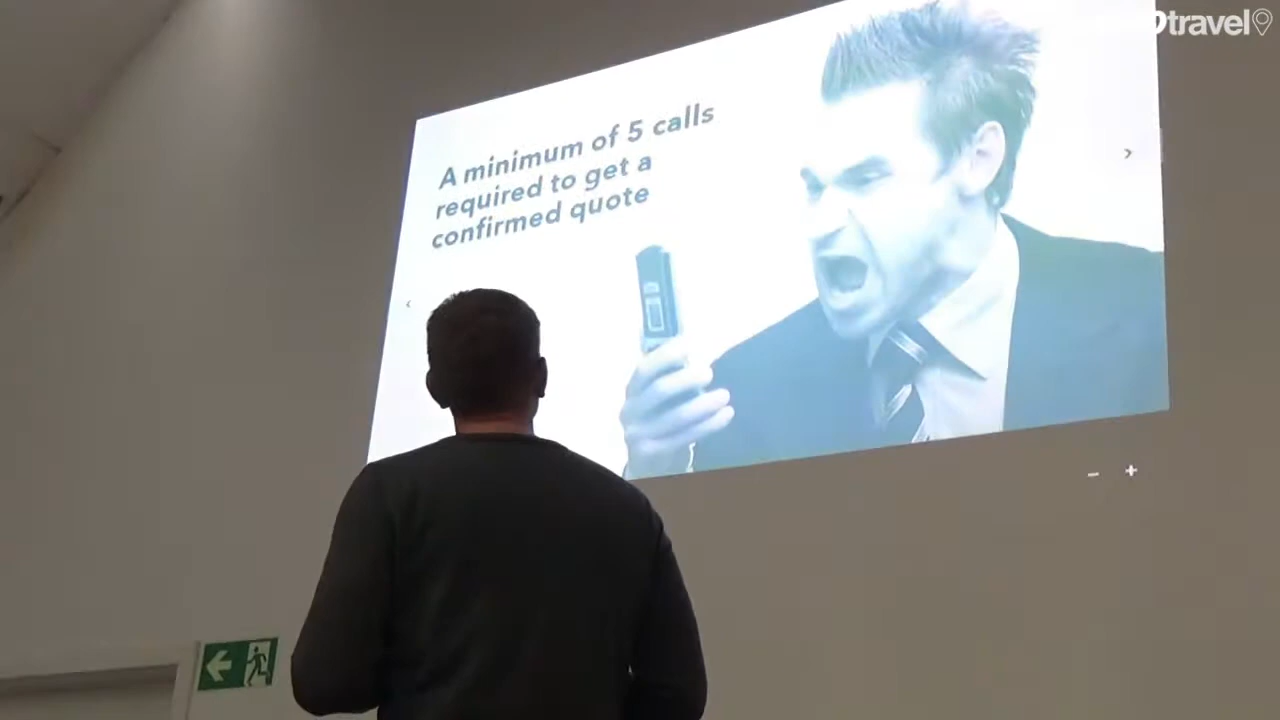 travel
A minimum of 5 calls
required to get a
confirmed quote